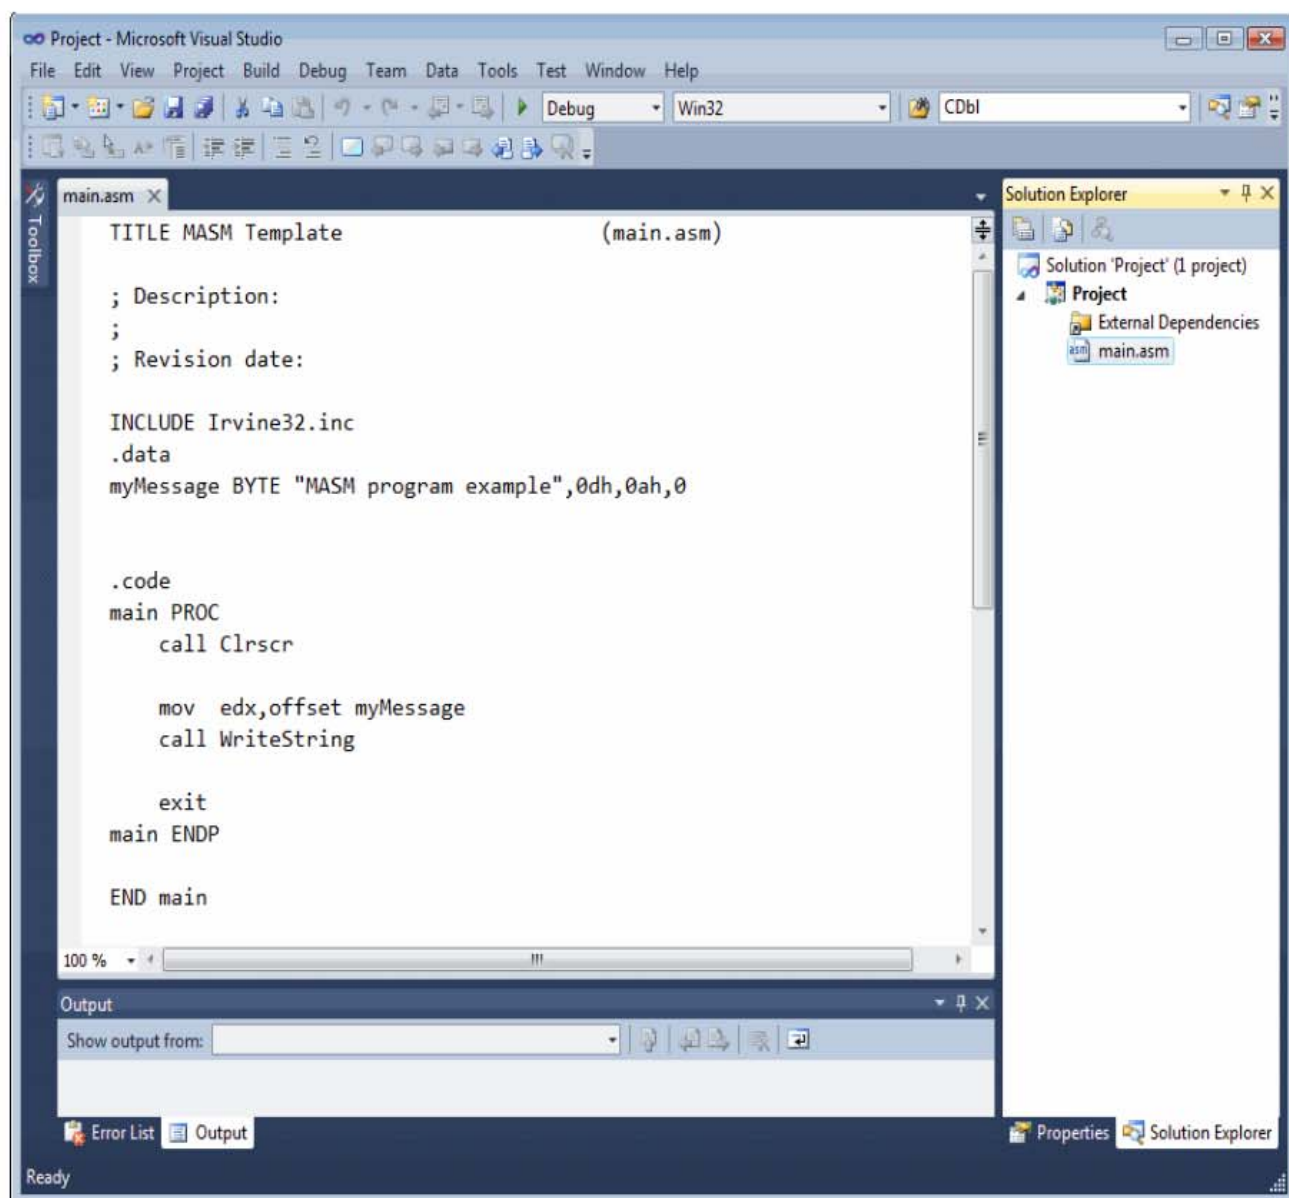 Project - Microsoft Visual Studio
File Edit View Project Build Debug Team Data Tools Test Window Help
Debug Win32 CDbl
Toolbox
main.asm
TITLE MASM Template (main.asm)
; Description:
;
; Revision date:
INCLUDE Irvine32.inc
.data
myMessage BYTE "MASM program example",0dh,0ah,0
.code
main PROC
call Clrscr
mov edx,offset myMessage
call WriteString
exit
main ENDP
END main
100 %
Output
Show output from:
Error List Output
Ready
Solution Explorer
Solution 'Project' (1 project)
Project
External Dependencies
asm main.asm
Properties Solution Explorer